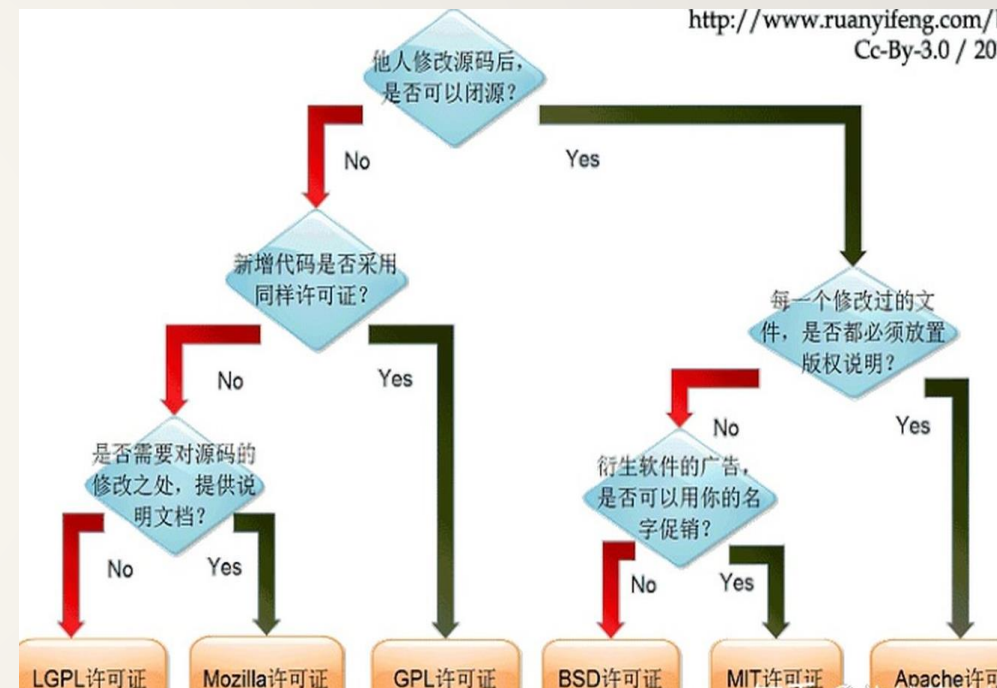 http://www.ruanyifeng.com/
Cc-By-3.0 / 20
他人修改源码后，
是否可以闭源？
No
Yes
新增代码是否采用
同样许可证？
每一个修改过的文
件，是否都必须放置
版权说明？
No
Yes
No
Yes
是否需要对源码的
修改之处，提供说
明文档？
衍生软件的广告，
是否可以用你的名
字促销？
No
Yes
No
Yes
LGPL许可证
Mozilla许可证
GPL许可证
BSD许可证
MIT许可证
Apache许可